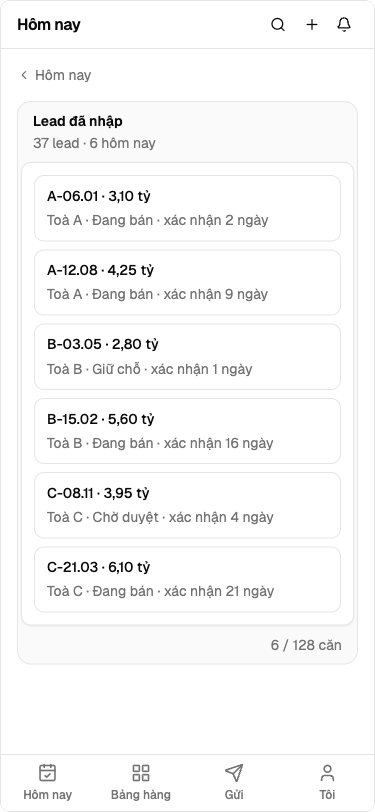 Hôm nay
Hôm nay
Lead đã nhập
37 lead · 6 hôm nay
A-06.01 · 3,10 tỷ
Toà A · Đang bán · xác nhận 2 ngày
A-12.08 · 4,25 tỷ
Toà A · Đang bán · xác nhận 9 ngày
B-03.05 · 2,80 tỷ
Toà B · Giữ chỗ · xác nhận 1 ngày
B-15.02 · 5,60 tỷ
Toà B · Đang bán · xác nhận 16 ngày
C-08.11 · 3,95 tỷ
Toà C · Chờ duyệt · xác nhận 4 ngày
C-21.03 · 6,10 tỷ
Toà C · Đang bán · xác nhận 21 ngày
6 / 128 căn
Hôm nay Bảng hàng Gửi Tôi